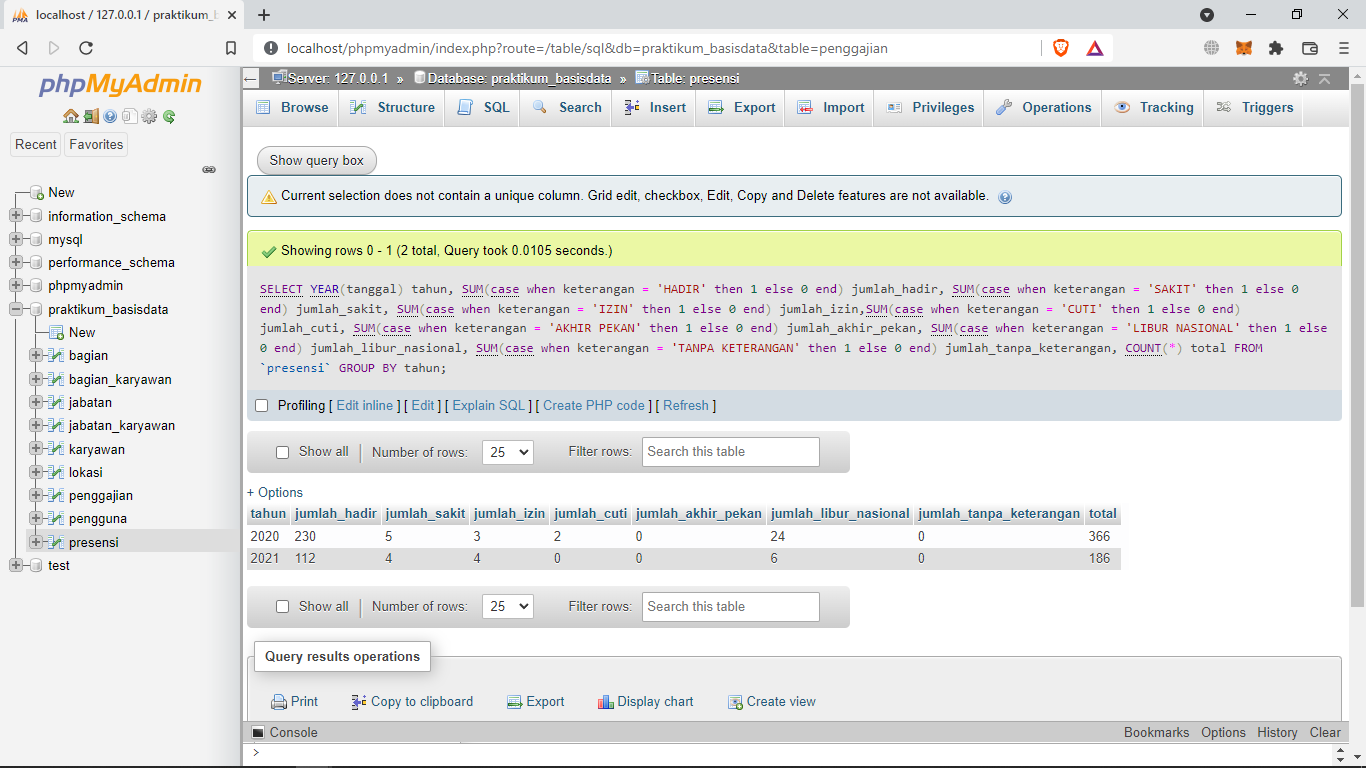 localhost / 127.0.0.1 / praktikum_b
localhost/phpmyadmin/index.php?route=/table/sql&db=praktikum_basisdata&table=penggajian
phpMyAdmin
Recent Favorites
New
information_schema
mysql
performance_schema
phpmyadmin
praktikum_basisdata
New
bagian
bagian_karyawan
jabatan
jabatan_karyawan
karyawan
lokasi
penggajian
pengguna
presensi
test
Server: 127.0.0.1 » Database: praktikum_basisdata » Table: presensi
Browse Structure SQL Search Insert Export Import Privileges Operations Tracking Triggers
Show query box
Current selection does not contain a unique column. Grid edit, checkbox, Edit, Copy and Delete features are not available.
Showing rows 0 - 1 (2 total, Query took 0.0105 seconds.)
SELECT YEAR(tanggal) tahun, SUM(case when keterangan = 'HADIR' then 1 else 0 end) jumlah_hadir, SUM(case when keterangan = 'SAKIT' then 1 else 0
end) jumlah_sakit, SUM(case when keterangan = 'IZIN' then 1 else 0 end) jumlah_izin,SUM(case when keterangan = 'CUTI' then 1 else 0 end)
jumlah_cuti, SUM(case when keterangan = 'AKHIR PEKAN' then 1 else 0 end) jumlah_akhir_pekan, SUM(case when keterangan = 'LIBUR NASIONAL' then 1 else
0 end) jumlah_libur_nasional, SUM(case when keterangan = 'TANPA KETERANGAN' then 1 else 0 end) jumlah_tanpa_keterangan, COUNT(*) total FROM
`presensi` GROUP BY tahun;
Profiling [ Edit inline ] [ Edit ] [ Explain SQL ] [ Create PHP code ] [ Refresh ]
Show all Number of rows: 25 Filter rows: Search this table
+ Options
tahun jumlah_hadir jumlah_sakit jumlah_izin jumlah_cuti jumlah_akhir_pekan jumlah_libur_nasional jumlah_tanpa_keterangan total
2020 230 5 3 2 0 24 0 366
2021 112 4 4 0 0 6 0 186
Show all Number of rows: 25 Filter rows: Search this table
Query results operations
Print Copy to clipboard Export Display chart Create view
Console Bookmarks Options History Clear
>